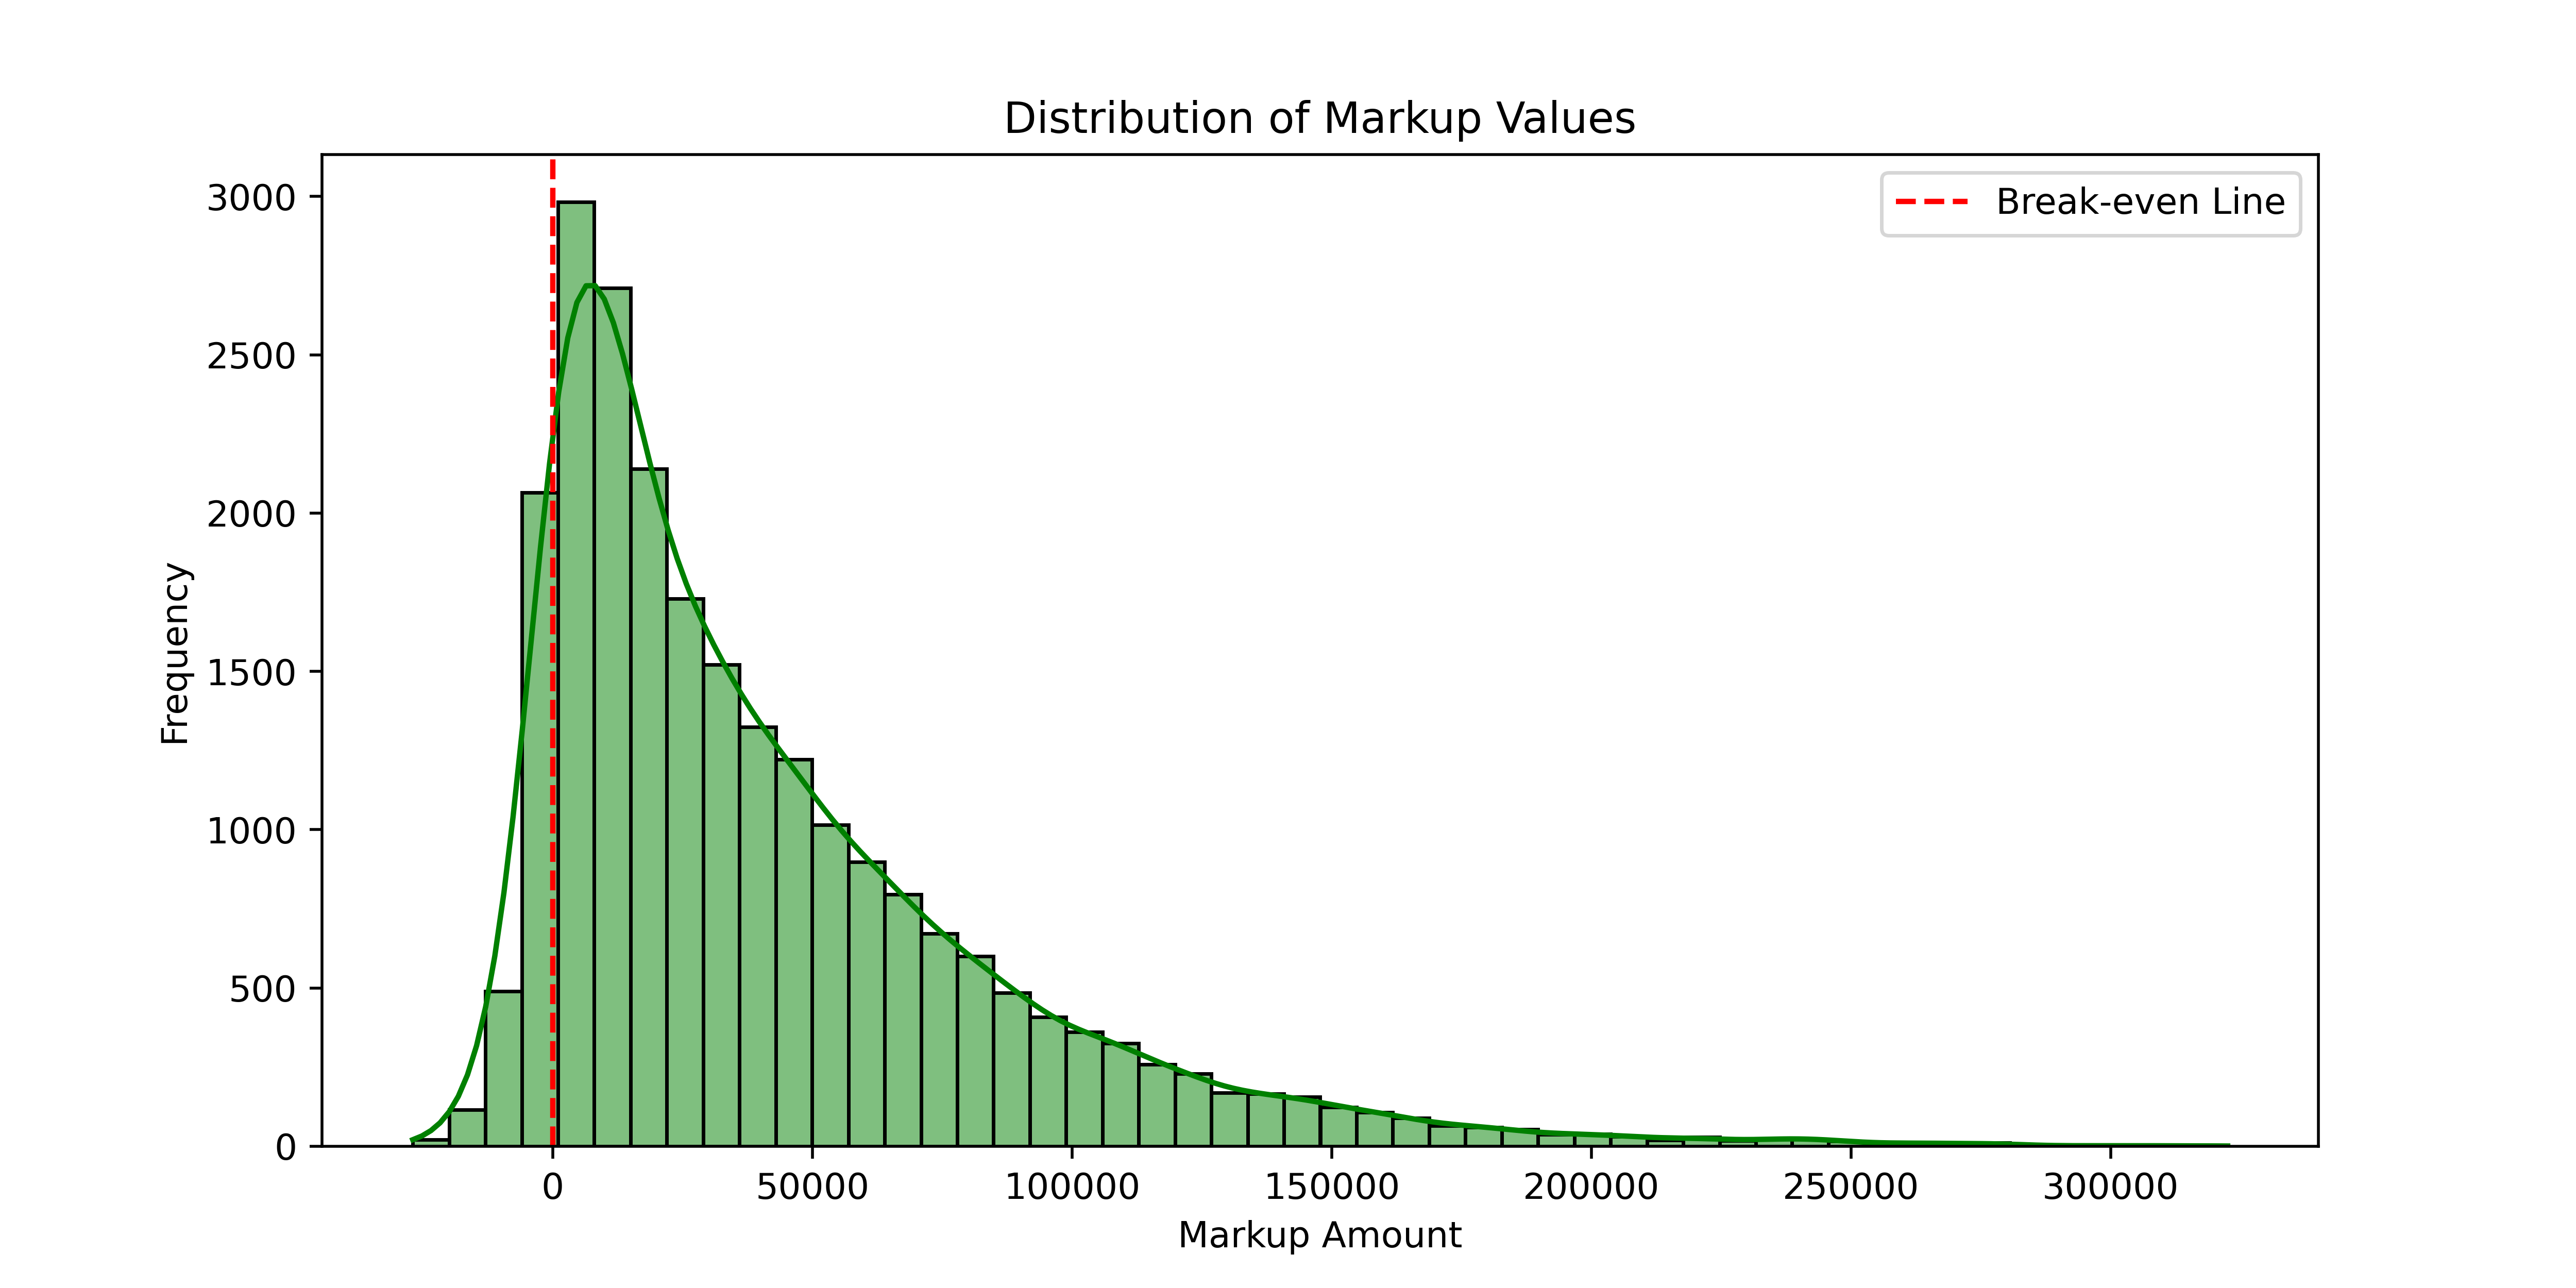 Distribution of Markup Values
Break-even Line
3000
2500
2000
1500
1000
500
0
Frequency
0 50000 100000 150000 200000 250000 300000
Markup Amount